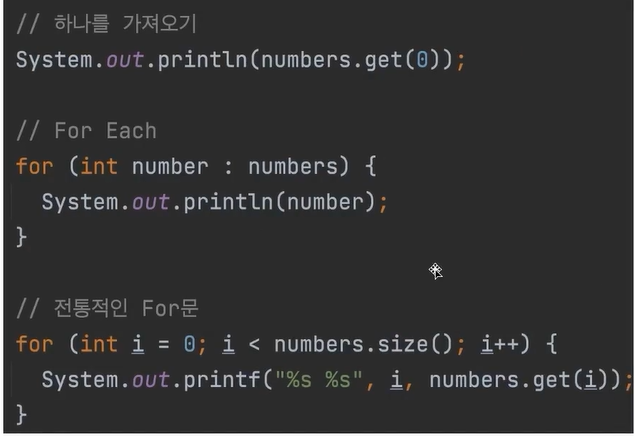 // 하나를 가져오기
System.out.println(numbers.get(0));
// For Each
for (int number : numbers) {
System.out.println(number);
}
// 전통적인 For문
for (int i = 0; i < numbers.size(); i++) {
System.out.printf("%s %s", i, numbers.get(i));
}